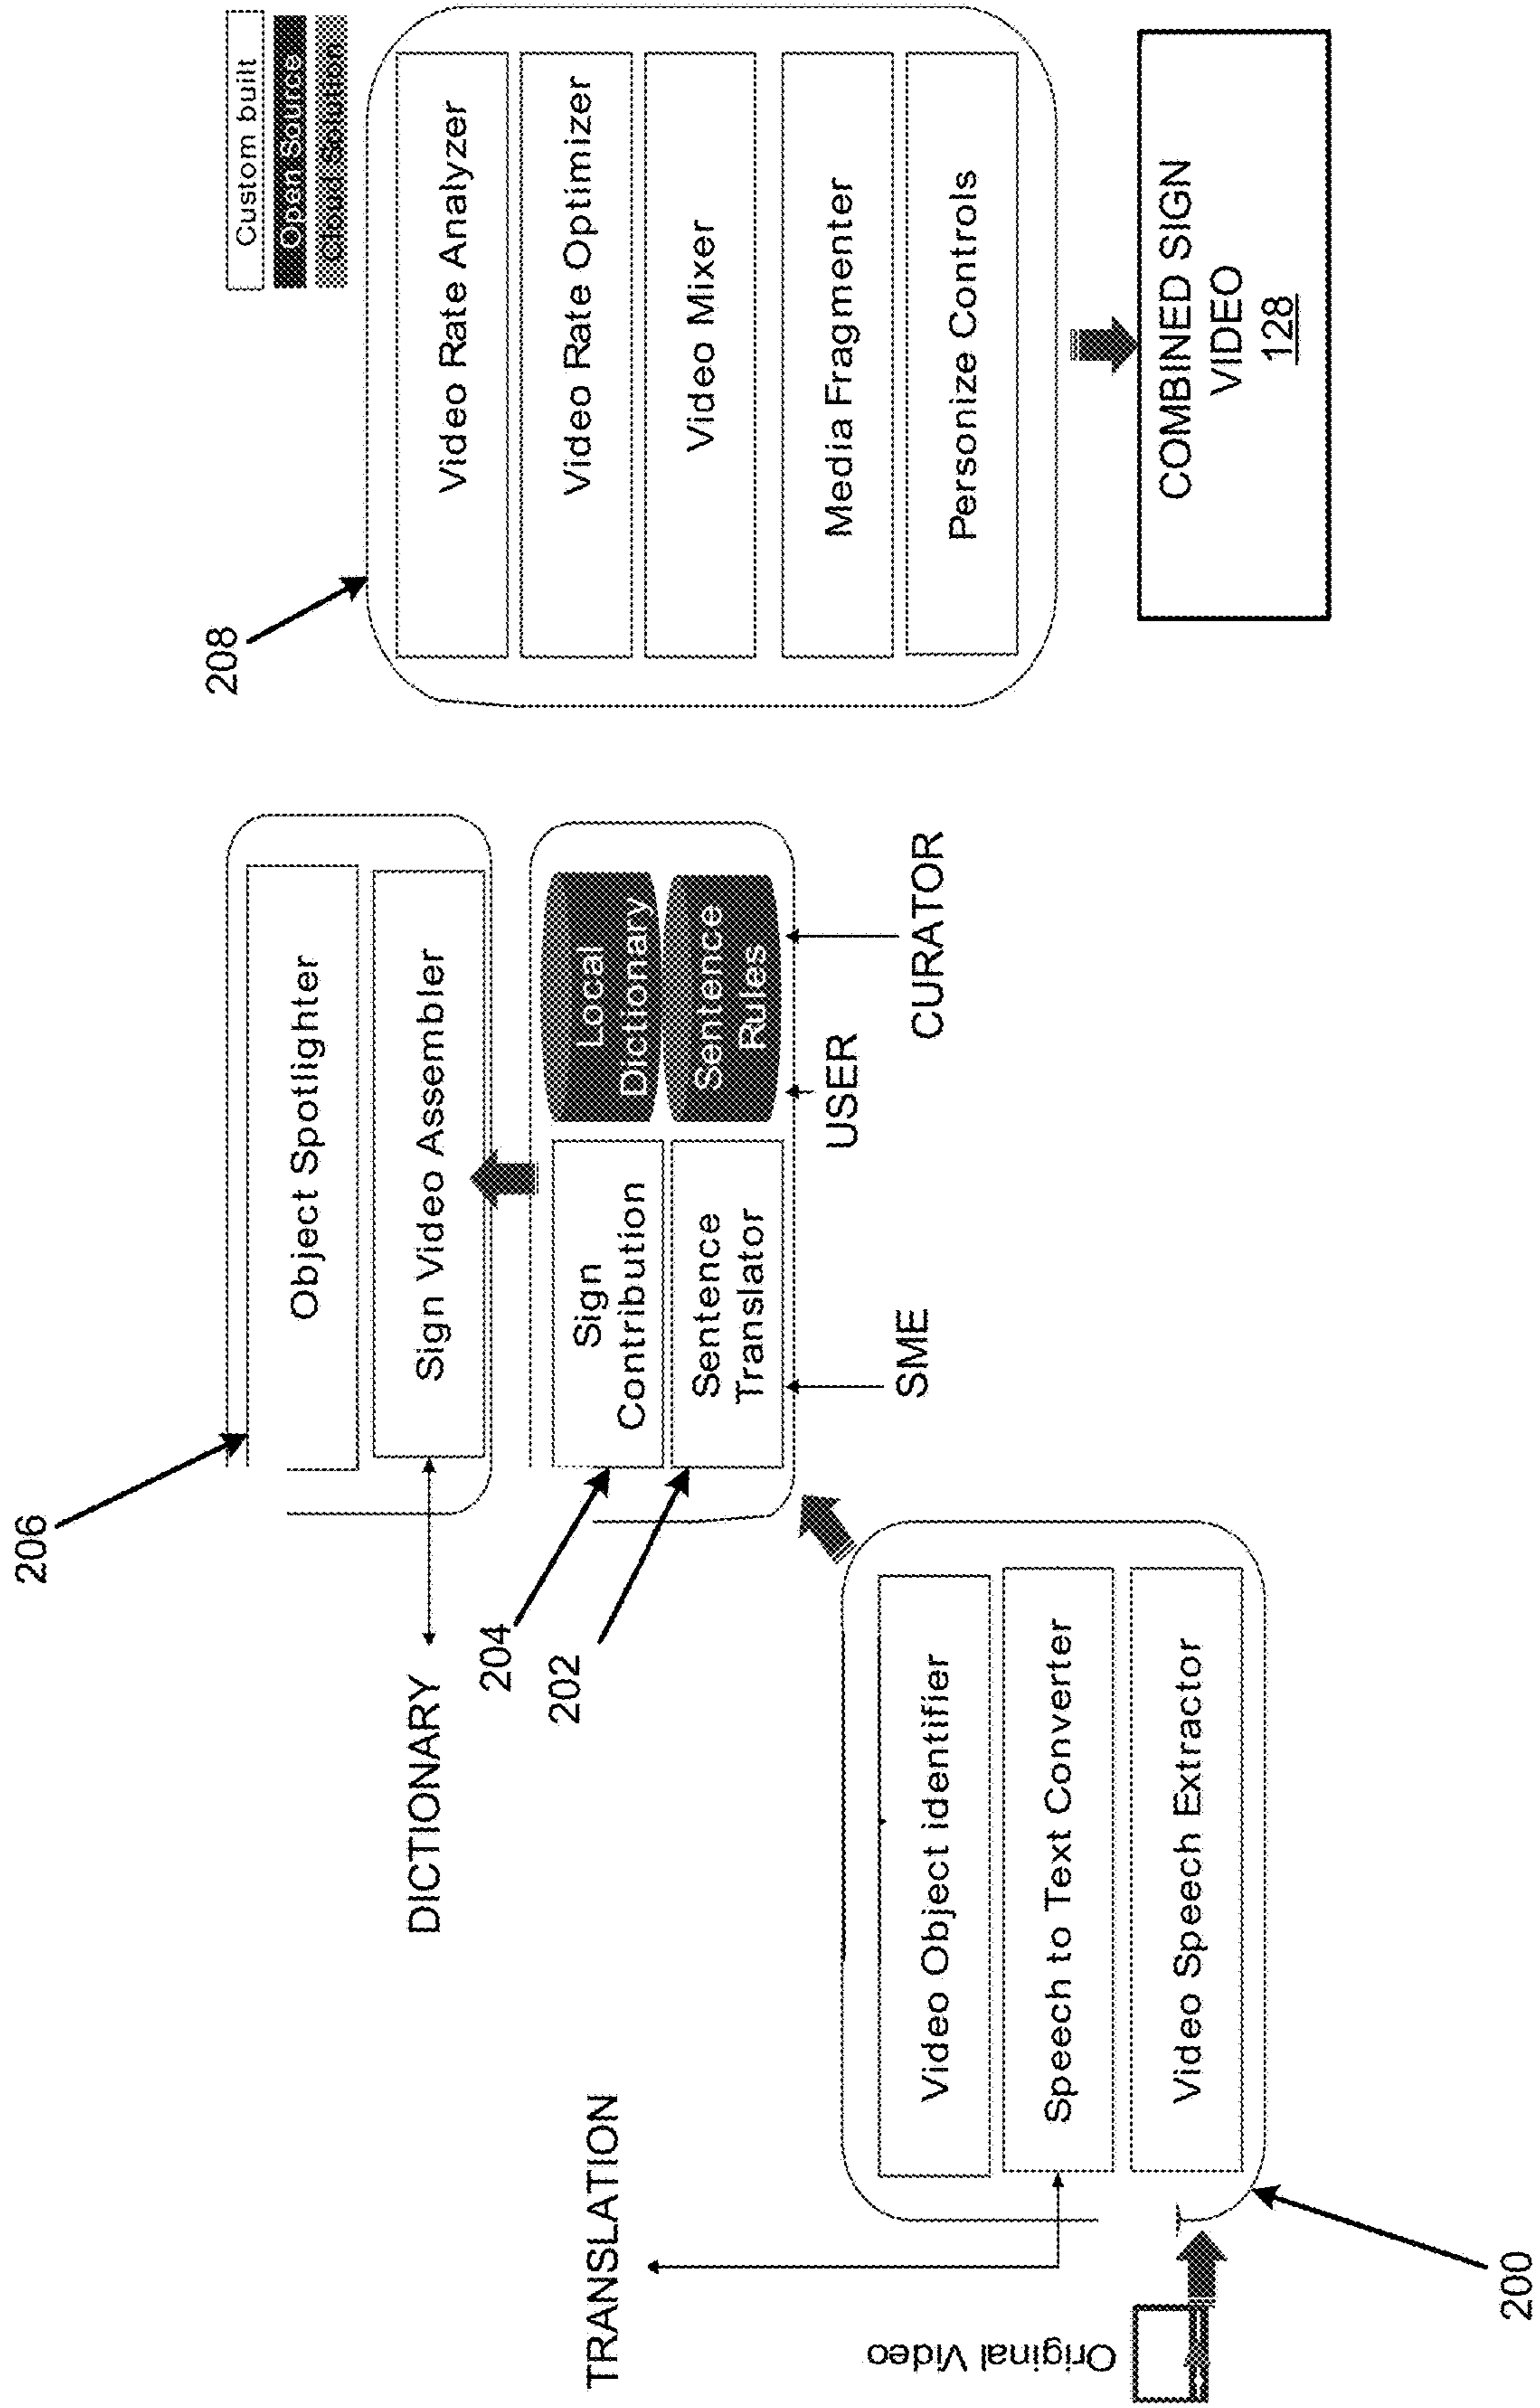 Custom built
Open Source
Cloud Solution
208
Video Rate Analyzer
Video Rate Optimizer
Video Mixer
Media Fragmenter
Personize Controls
COMBINED SIGN
VIDEO
128
206
Object Spotlighter
Sign Video Assembler
DICTIONARY
204
202
Sign
Contribution
Sentence
Translator
Local
Dictionary
Sentence
Rules
SME
USER
CURATOR
TRANSLATION
Video Object identifier
Speech to Text Converter
Video Speech Extractor
Original Video
200